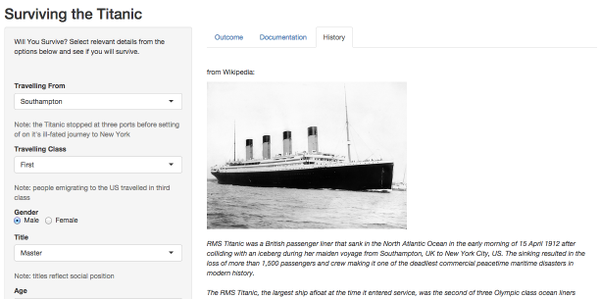 Surviving the Titanic
Will You Survive? Select relevant details from the
options below and see if you will survive.
Travelling From
Southampton
Note: the Titanic stopped at three ports before setting
of on it's ill-fated journey to New York
Travelling Class
First
Note: people emigrating to the US travelled in third
class
Gender
Male Female
Title
Master
Note: titles reflect social position
Age
Outcome Documentation History
from Wikipedia:
RMS Titanic was a British passenger liner that sank in the North Atlantic Ocean in the early morning of 15 April 1912 after
colliding with an iceberg during her maiden voyage from Southampton, UK to New York City, US. The sinking resulted in the
loss of more than 1,500 passengers and crew making it one of the deadliest commercial peacetime maritime disasters in
modern history.
The RMS Titanic, the largest ship afloat at the time it entered service, was the second of three Olympic class ocean liners